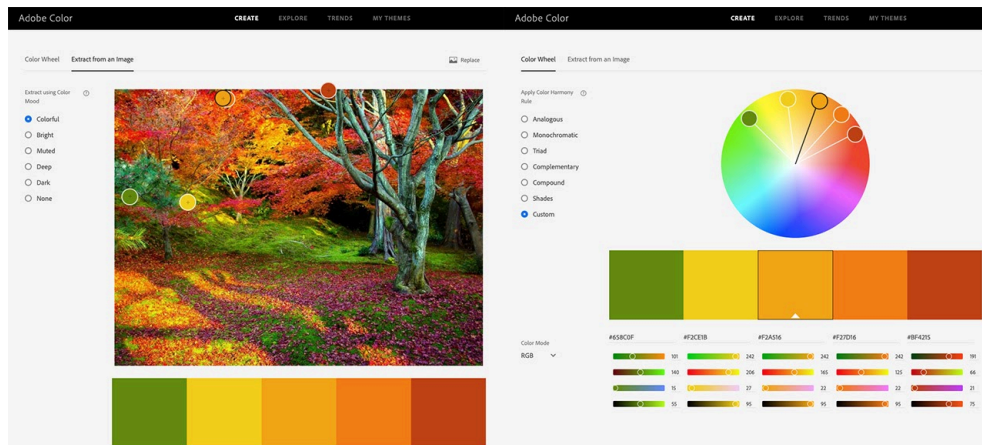 Adobe Color
CREATE EXPLORE TRENDS MY THEMES
Color Wheel Extract from an Image
Replace
Extract using Color
Mood
Colorful
Bright
Muted
Deep
Dark
None
Adobe Color
CREATE EXPLORE TRENDS MY THEMES
Color Wheel Extract from an Image
Apply Color Harmony
Rule
Analogous
Monochromatic
Triad
Complementary
Compound
Shades
Custom
#658C0F #F2CE1B #F2A516 #F27D16 #BF4215
Color Mode
RGB
101 242 242 242 191
140 206 165 125 66
15 27 22 22 21
55 95 95 95 75